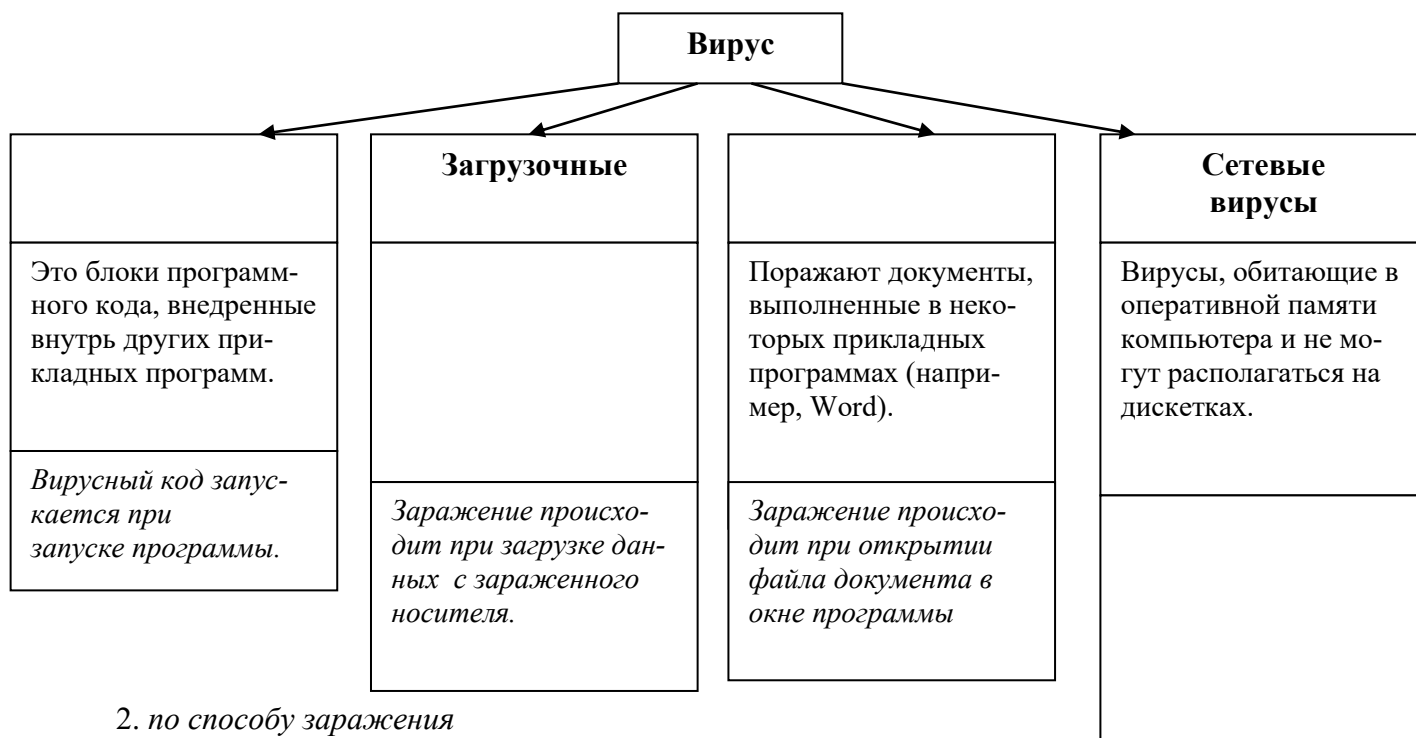 Вирус
Загрузочные
Сетевые
вирусы
Это блоки программ-
ного кода, внедренные
внутрь других при-
кладных программ.
Поражают документы,
выполненные в неко-
торых прикладных
программах (напри-
мер, Word).
Вирусы, обитающие в
оперативной памяти
компьютера и не мо-
гут располагаться на
дискетках.
Вирусный код запус-
кается при
запуске программы.
Заражение происхо-
дит при загрузке дан-
ных с зараженного
носителя.
Заражение происхо-
дит при открытии
файла документа в
окне программы
2. по способу заражения